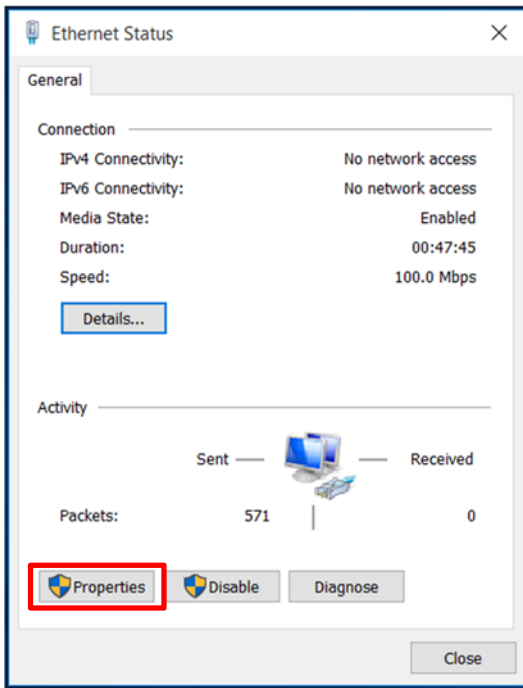 Ethernet Status
General
Connection
IPv4 Connectivity: No network access
IPv6 Connectivity: No network access
Media State: Enabled
Duration: 00:47:45
Speed: 100.0 Mbps
Details...
Activity
Sent Received
Packets: 571 0
Properties Disable Diagnose
Close